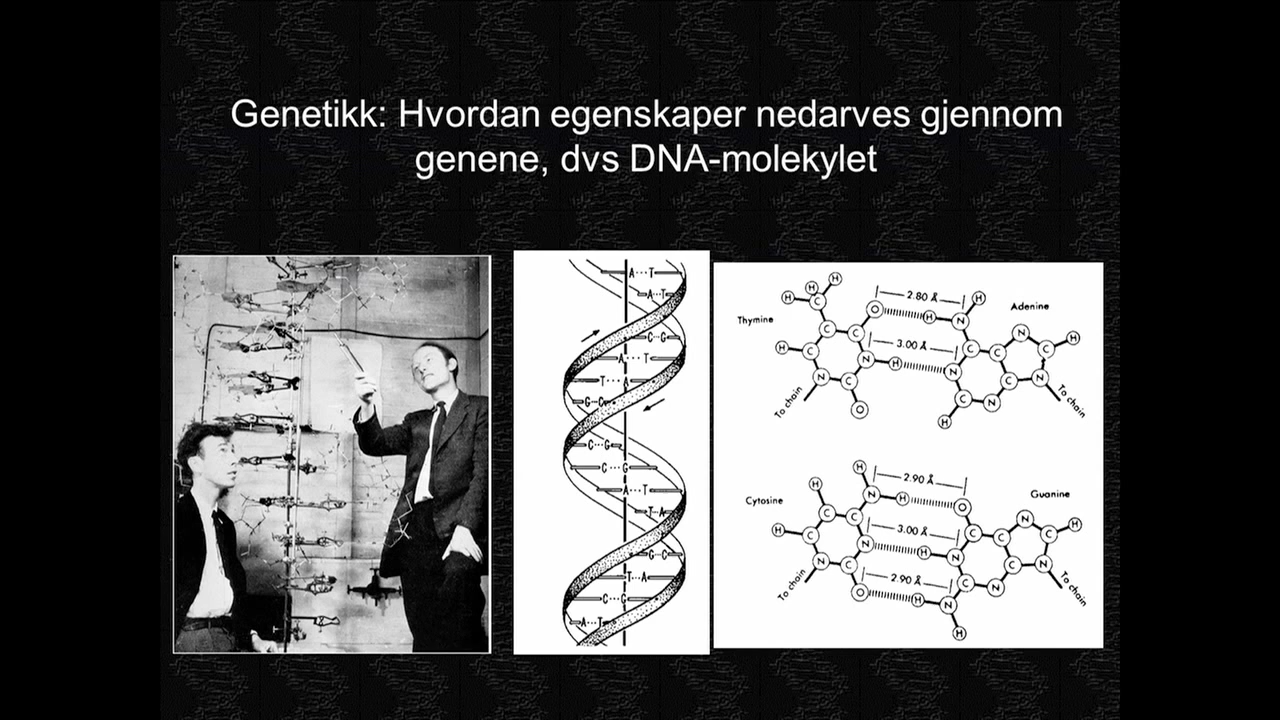 Genetikk: Hvordan egenskaper nedarves gjennom
genene, dvs DNA-molekylet
A···T
A···T
C··G
A···T
T···A
G··C
C··G
C···G
A···T
T··A
G··C
T··A
C··C
A···T
Thymine
Adenine
2.80 Å
3.00 Å
H
H
H
C
H
C
C
O
N
C
N
O
H
H
N
H
N
C
C
N
C
H
N
C
N
C
H
To chain
To chain
Cytosine
Guanine
2.90 Å
3.00 Å
2.90 Å
H
H
C
C
H
C
N
H
N
C
N
O
O
H
N
H
N
H
C
C
N
C
H
N
C
N
C
H
To chain
To chain